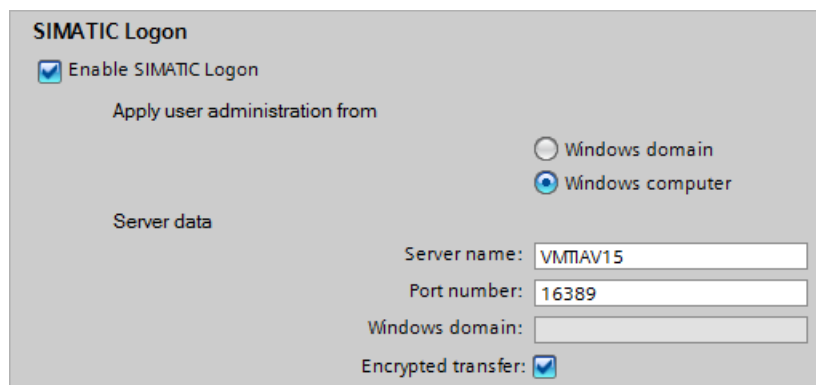 SIMATIC Logon
Enable SIMATIC Logon
Apply user administration from
Windows domain
Windows computer
Server data
Server name: VMTIAV15
Port number: 16389
Windows domain:
Encrypted transfer: